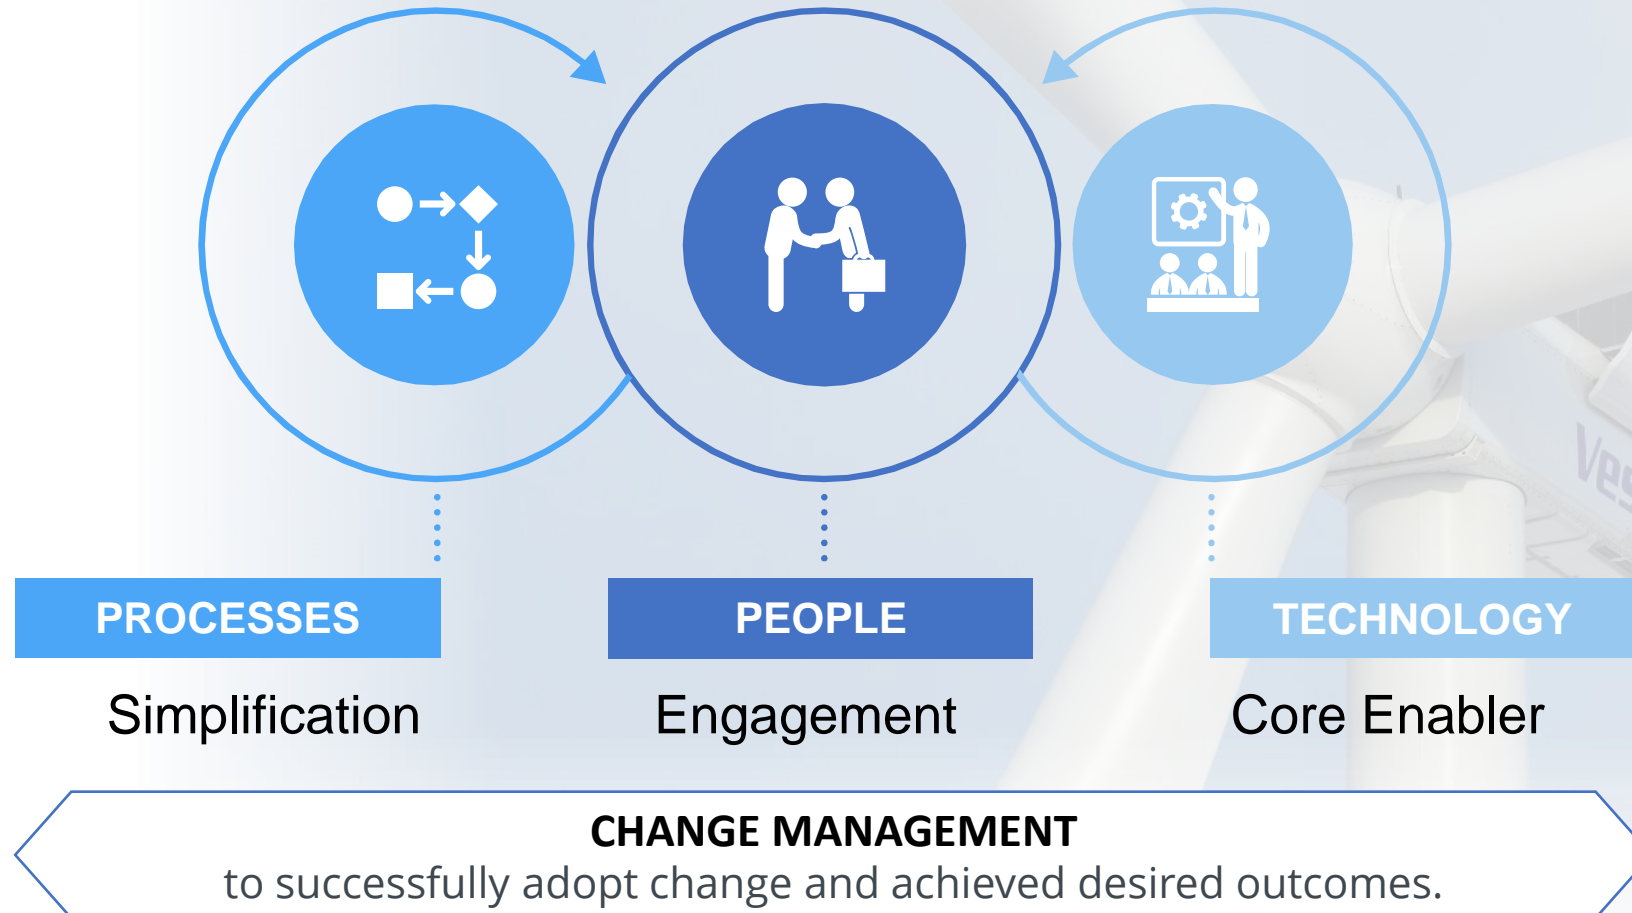 PROCESSES
PEOPLE
TECHNOLOGY
Simplification
Engagement
Core Enabler
CHANGE MANAGEMENT
to successfully adopt change and achieved desired outcomes.